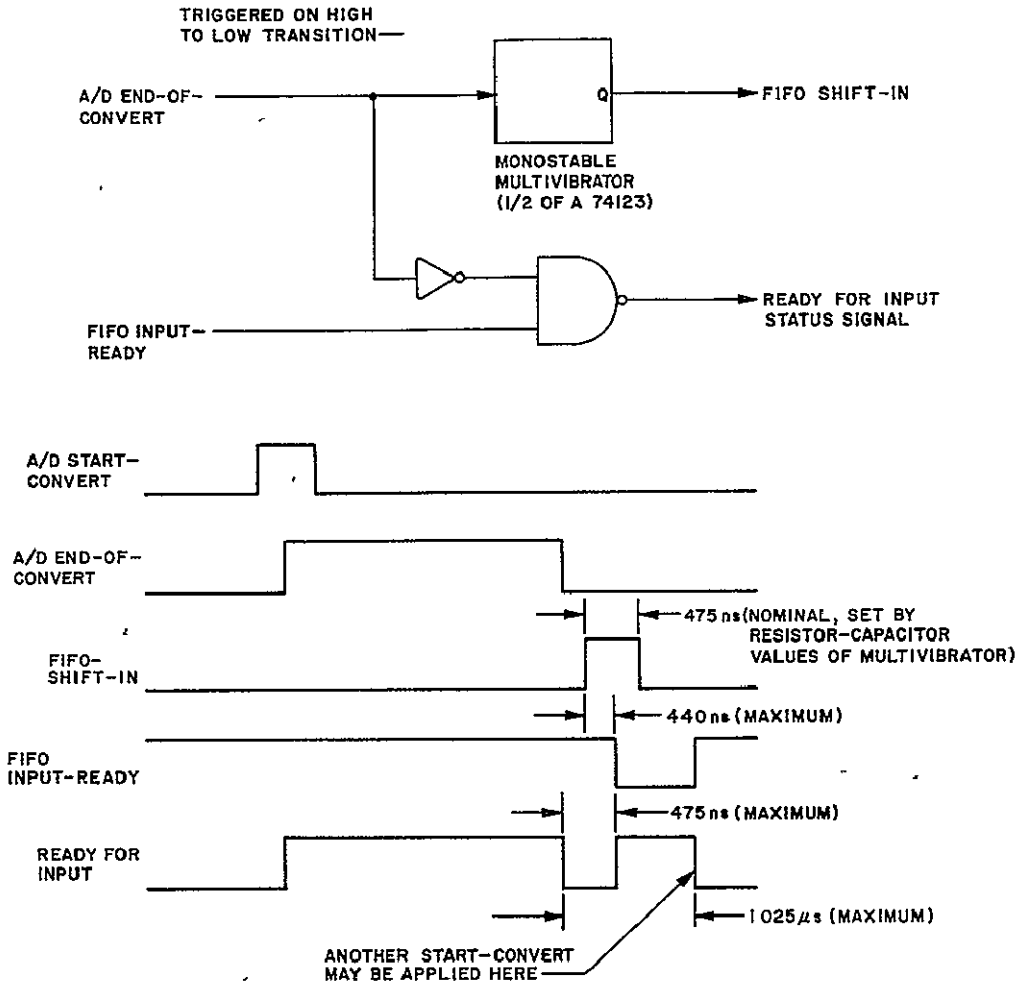 TRIGGERED ON HIGH
TO LOW TRANSITION—
A/D END-OF-
CONVERT
Q
FIFO SHIFT-IN
MONOSTABLE
MULTIVIBRATOR
(1/2 OF A 74123)
FIFO INPUT-
READY
READY FOR INPUT
STATUS SIGNAL
A/D START-
CONVERT
A/D END-OF-
CONVERT
475 ns (NOMINAL, SET BY
RESISTOR-CAPACITOR
VALUES OF MULTIVIBRATOR)
FIFO-
SHIFT-IN
440 ns (MAXIMUM)
FIFO
INPUT-READY
475 ns (MAXIMUM)
READY FOR
INPUT
1 025 μs (MAXIMUM)
ANOTHER START-CONVERT
MAY BE APPLIED HERE